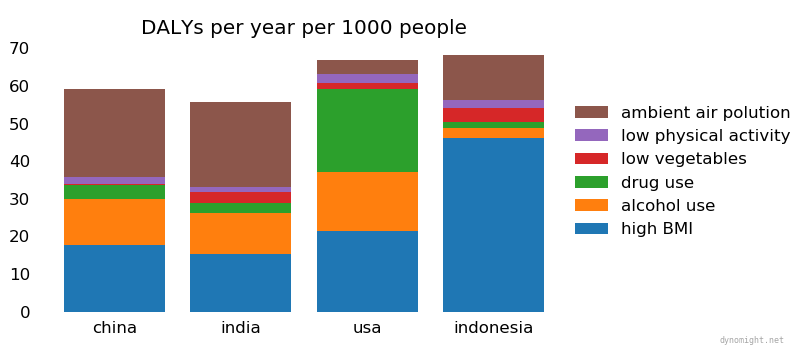 DALYs per year per 1000 people
70
60
50
40
30
20
10
0
china india usa indonesia
ambient air polution
low physical activity
low vegetables
drug use
alcohol use
high BMI
dynomight.net